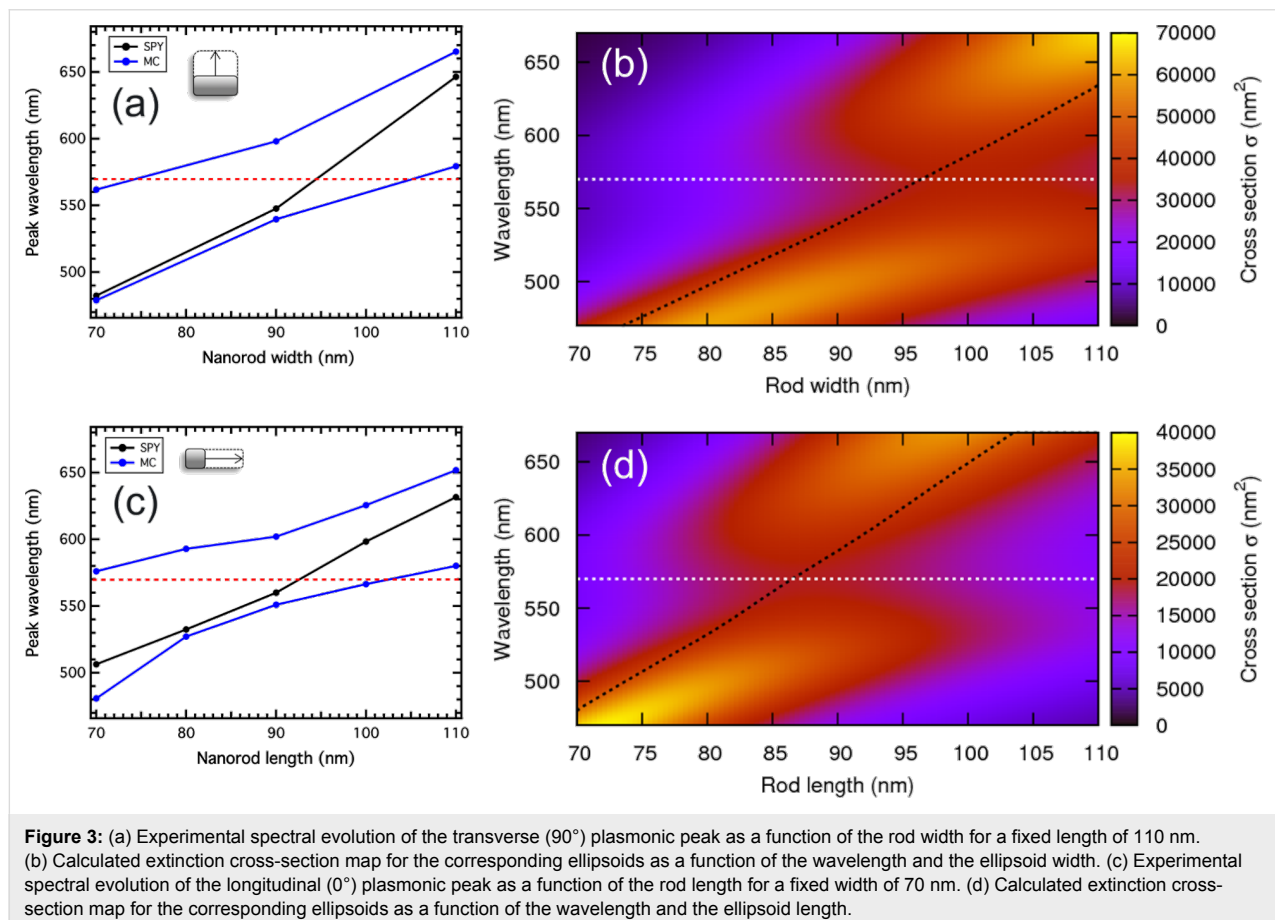 SPY
MC
(a)
650
600
550
500
Peak wavelength (nm)
70 80 90 100 110
Nanorod width (nm)
(b)
650
600
550
500
Wavelength (nm)
70 75 80 85 90 95 100 105 110
Rod width (nm)
70000
60000
50000
40000
30000
20000
10000
0
Cross section σ (nm²)
SPY
MC
(c)
650
600
550
500
Peak wavelength (nm)
70 80 90 100 110
Nanorod length (nm)
(d)
650
600
550
500
Wavelength (nm)
70 75 80 85 90 95 100 105 110
Rod length (nm)
40000
35000
30000
25000
20000
15000
10000
5000
0
Cross section σ (nm²)
Figure 3: (a) Experimental spectral evolution of the transverse (90°) plasmonic peak as a function of the rod width for a fixed length of 110 nm.
(b) Calculated extinction cross-section map for the corresponding ellipsoids as a function of the wavelength and the ellipsoid width. (c) Experimental
spectral evolution of the longitudinal (0°) plasmonic peak as a function of the rod length for a fixed width of 70 nm. (d) Calculated extinction cross-
section map for the corresponding ellipsoids as a function of the wavelength and the ellipsoid length.